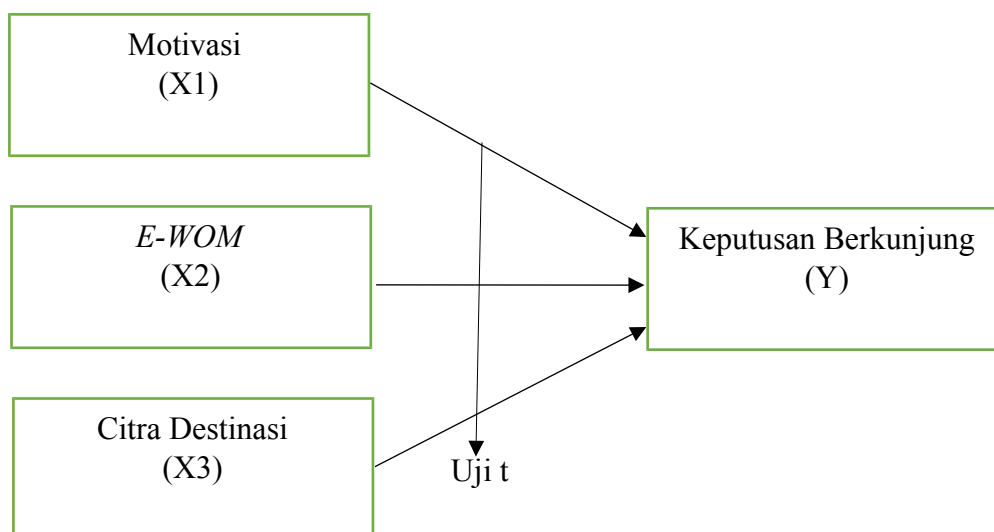 Motivasi
(X1)
E-WOM
(X2)
Keputusan Berkunjung
(Y)
Citra Destinasi
(X3)
Uji t